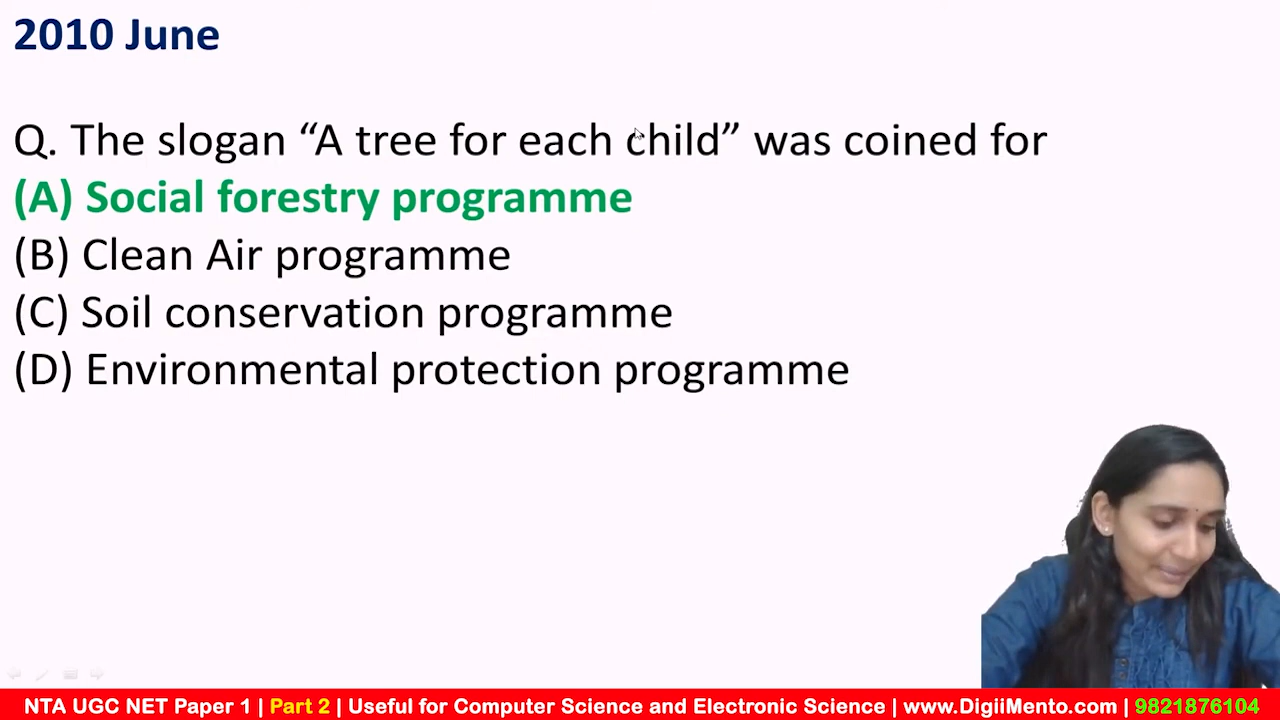 2010 June
Q. The slogan “A tree for each child” was coined for
(A) Social forestry programme
(B) Clean Air programme
(C) Soil conservation programme
(D) Environmental protection programme
NTA UGC NET Paper 1 | Part 2 | Useful for Computer Science and Electronic Science | www.DigiiMento.com | 9821876104